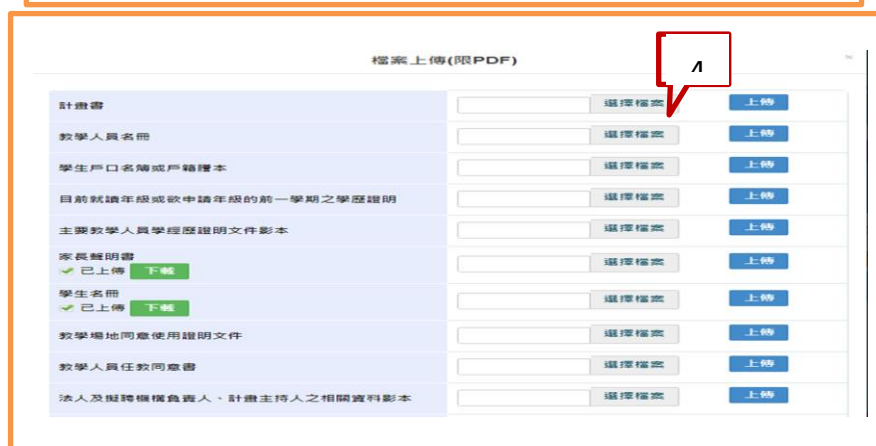 檔案上傳(限PDF)
4
計畫書 選擇檔案 上傳
教學人員名冊 選擇檔案 上傳
學生戶口名簿或戶籍謄本 選擇檔案 上傳
目前就讀年級或欲申請年級的前一學期之學歷證明 選擇檔案 上傳
主要教學人員學經歷證明文件影本 選擇檔案 上傳
家長聲明書
已上傳 下載 選擇檔案 上傳
學生名冊
已上傳 下載 選擇檔案 上傳
教學場地同意使用證明文件 選擇檔案 上傳
教學人員任教同意書 選擇檔案 上傳
法人及擬聘機構負責人、計畫主持人之相關資料影本 選擇檔案 上傳